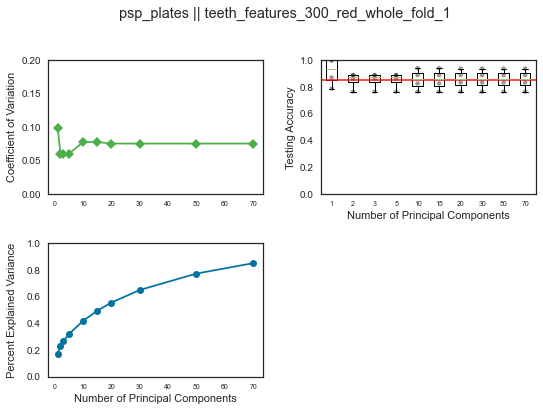 psp_plates || teeth_features_300_red_whole_fold_1
Coefficient of Variation
0.20
0.15
0.10
0.05
0.00
0 10 20 30 40 50 60 70
Testing Accuracy
1.0
0.8
0.6
0.4
0.2
0.0
1 2 3 5 10 15 20 30 50 70
Number of Principal Components
Percent Explained Variance
1.0
0.8
0.6
0.4
0.2
0.0
0 10 20 30 40 50 60 70
Number of Principal Components